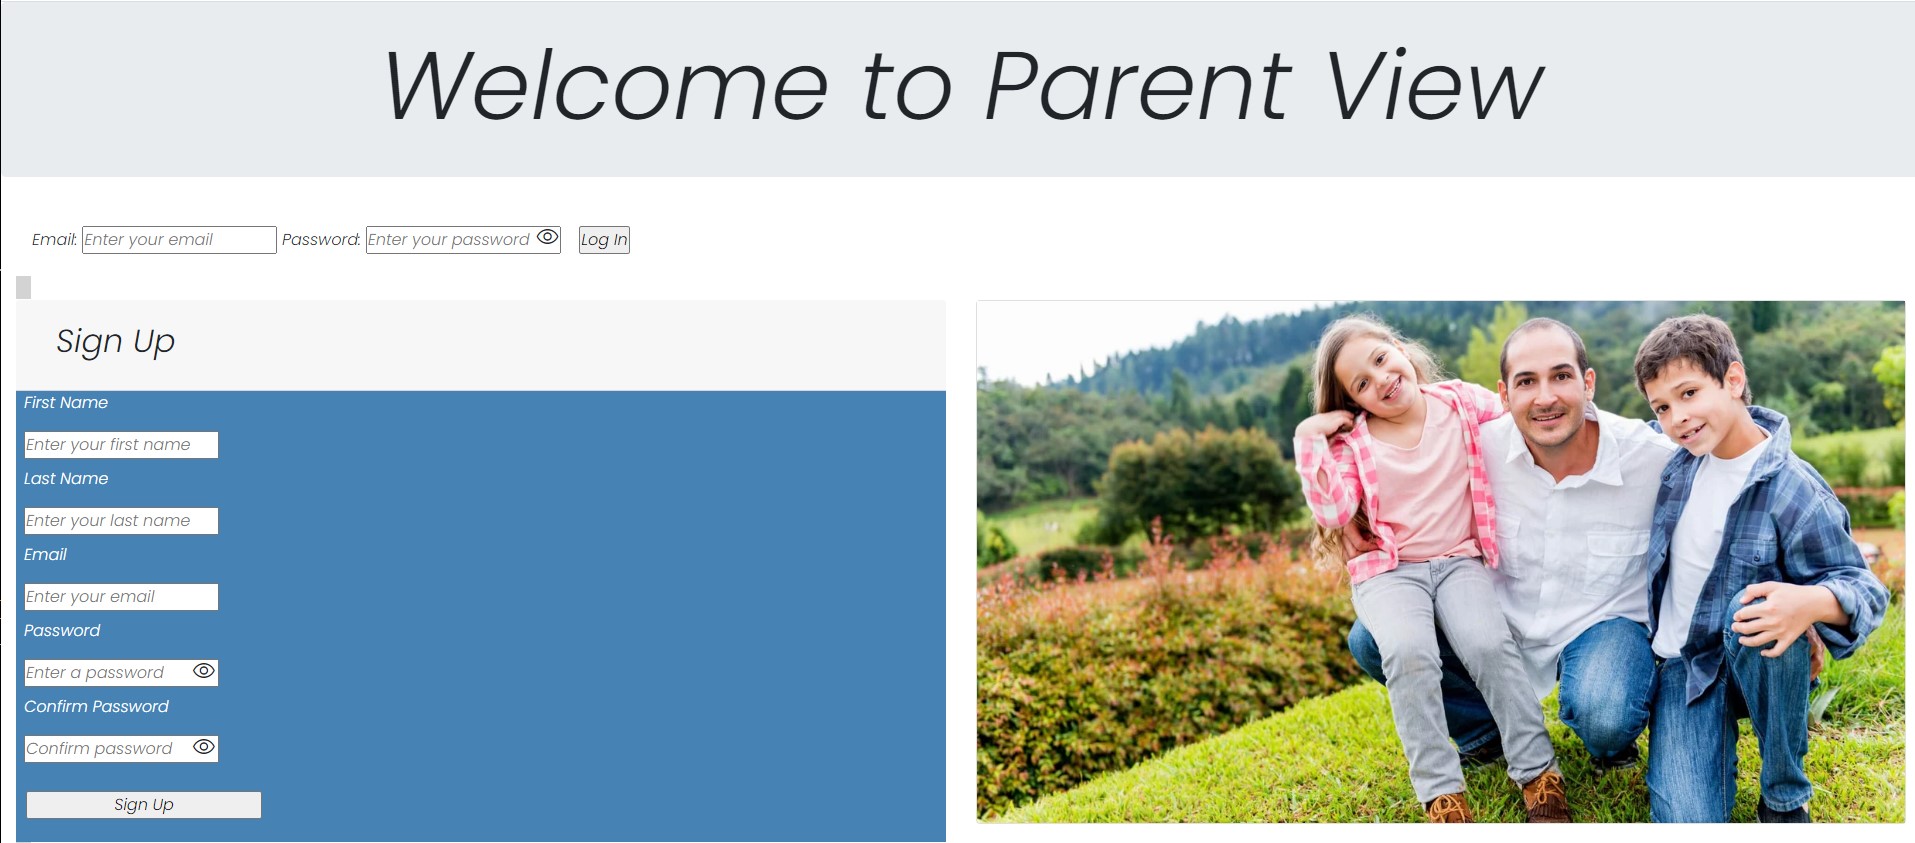 Welcome to Parent View
Email: Enter your email Password: Enter your password Log In
Sign Up
First Name
Enter your first name
Last Name
Enter your last name
Email
Enter your email
Password
Enter a password
Confirm Password
Confirm password
Sign Up